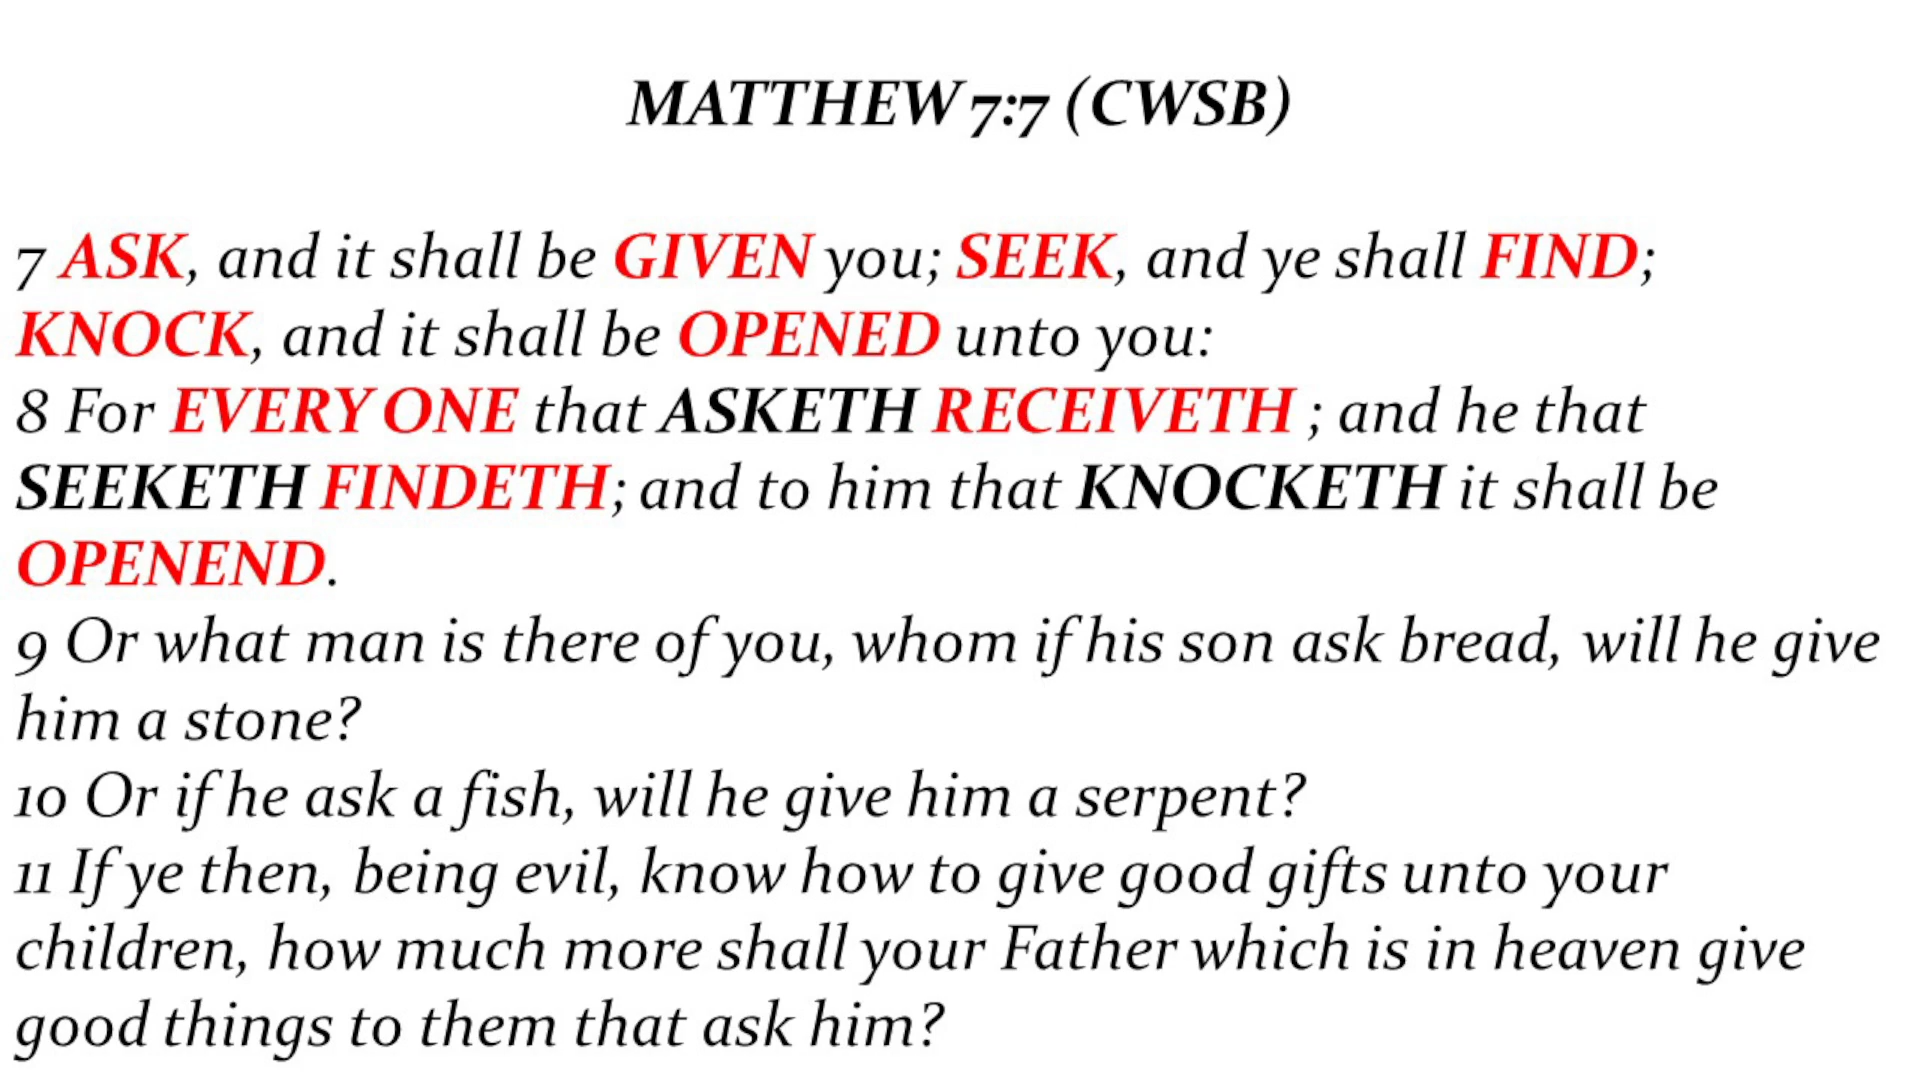 MATTHEW 7:7 (CWSB)
7 ASK, and it shall be GIVEN you; SEEK, and ye shall FIND;
KNOCK, and it shall be OPENED unto you:
8 For EVERY ONE that ASKETH RECEIVETH ; and he that
SEEKETH FINDETH; and to him that KNOCKETH it shall be
OPENEND.
9 Or what man is there of you, whom if his son ask bread, will he give
him a stone?
10 Or if he ask a fish, will he give him a serpent?
11 If ye then, being evil, know how to give good gifts unto your
children, how much more shall your Father which is in heaven give
good things to them that ask him?